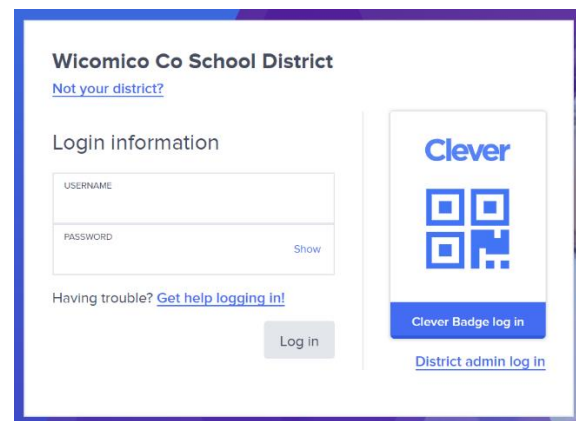 Wicomico Co School District
Not your district?
Login information
USERNAME
PASSWORD
Show
Having trouble? Get help logging in!
Log in
Clever
Clever Badge log in
District admin log in